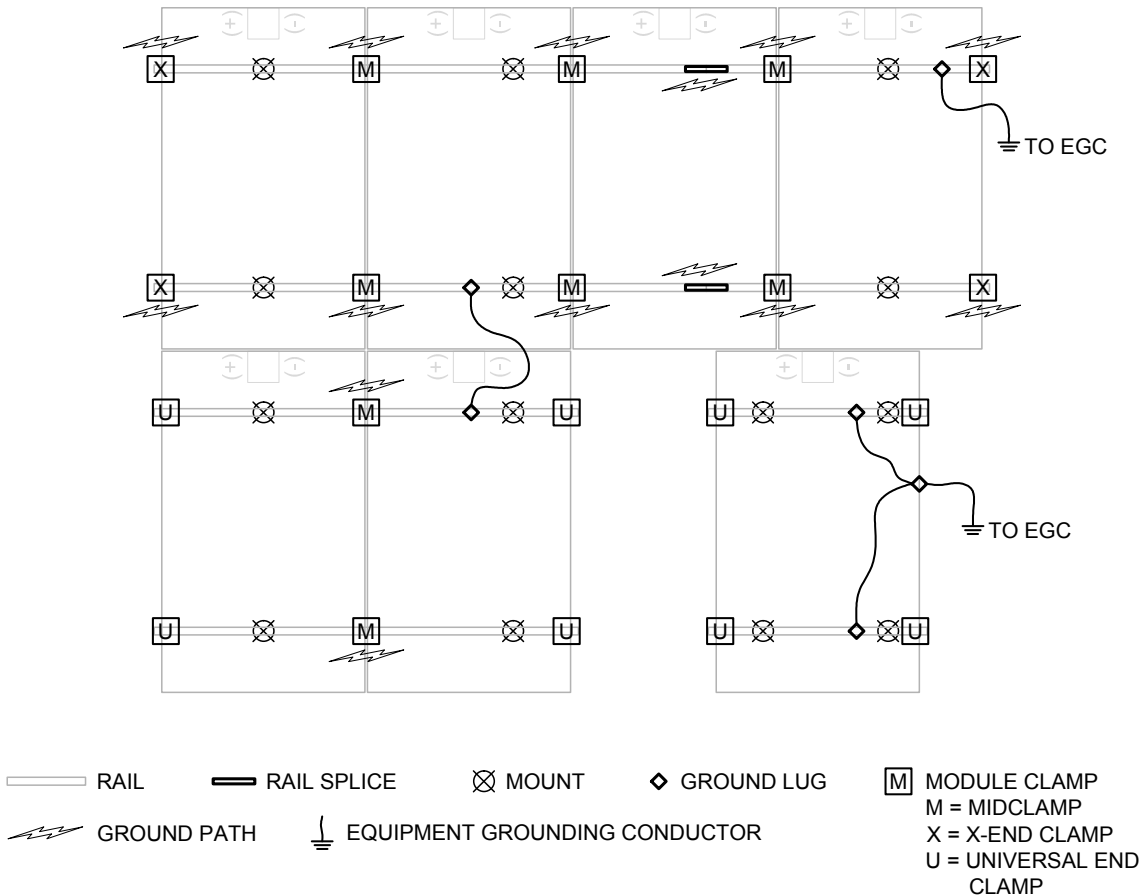 (+) (-) (+) (-) (+) (-) (+) (-)
X M M M X
TO EGC
X M M M X
(+) (-) (+) (-) (+) (-)
U M U U U
TO EGC
U M U U U
RAIL RAIL SPLICE MOUNT GROUND LUG M MODULE CLAMP
M = MIDCLAMP
GROUND PATH EQUIPMENT GROUNDING CONDUCTOR X = X-END CLAMP
U = UNIVERSAL END
CLAMP